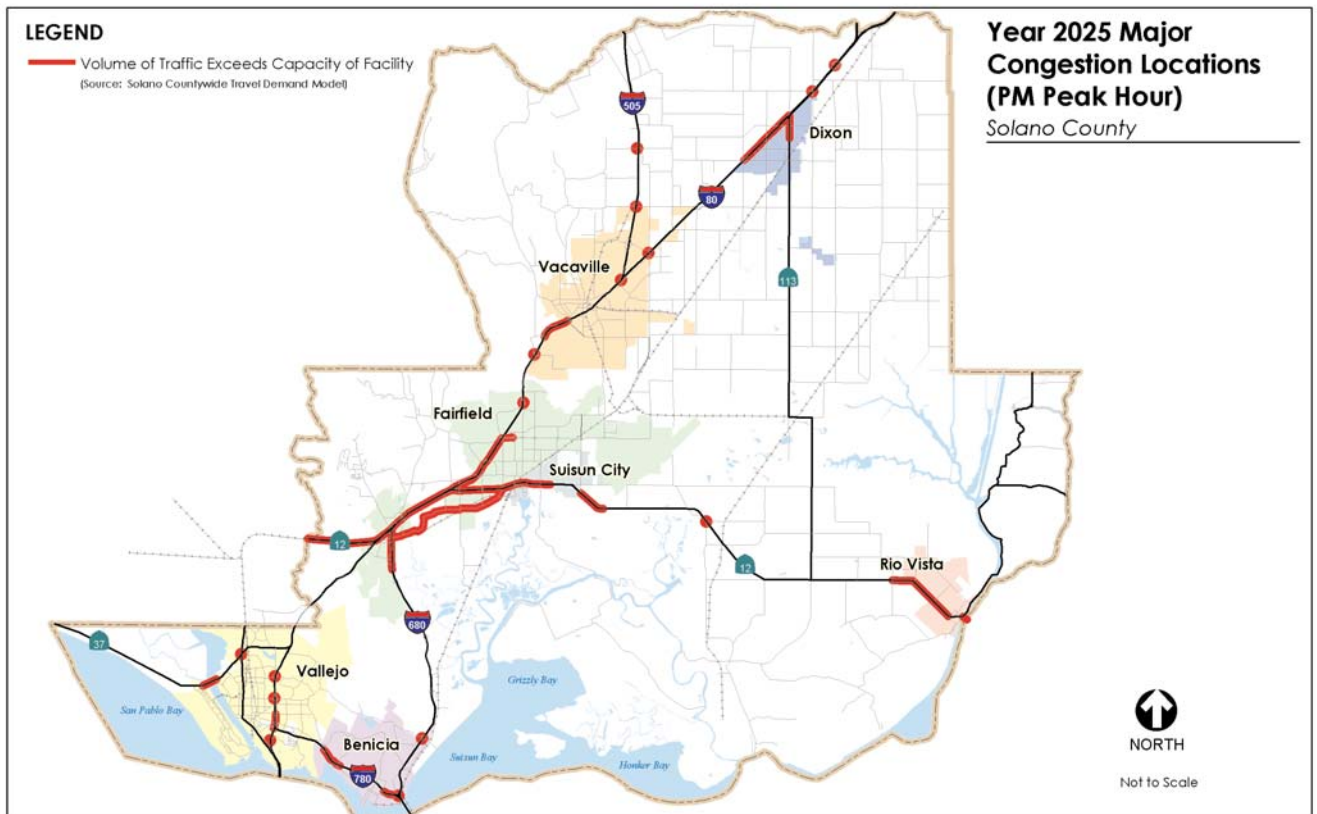 LEGEND
Volume of Traffic Exceeds Capacity of Facility
(Source: Solano Countywide Travel Demand Model)
Year 2025 Major
Congestion Locations
(PM Peak Hour)
Solano County
505
Dixon
80
Vacaville
113
Fairfield
Suisun City
12
12
Rio Vista
680
37
Vallejo
Grizzly Bay
San Pablo Bay
Benicia
Suisun Bay
Honker Bay
780
NORTH
Not to Scale